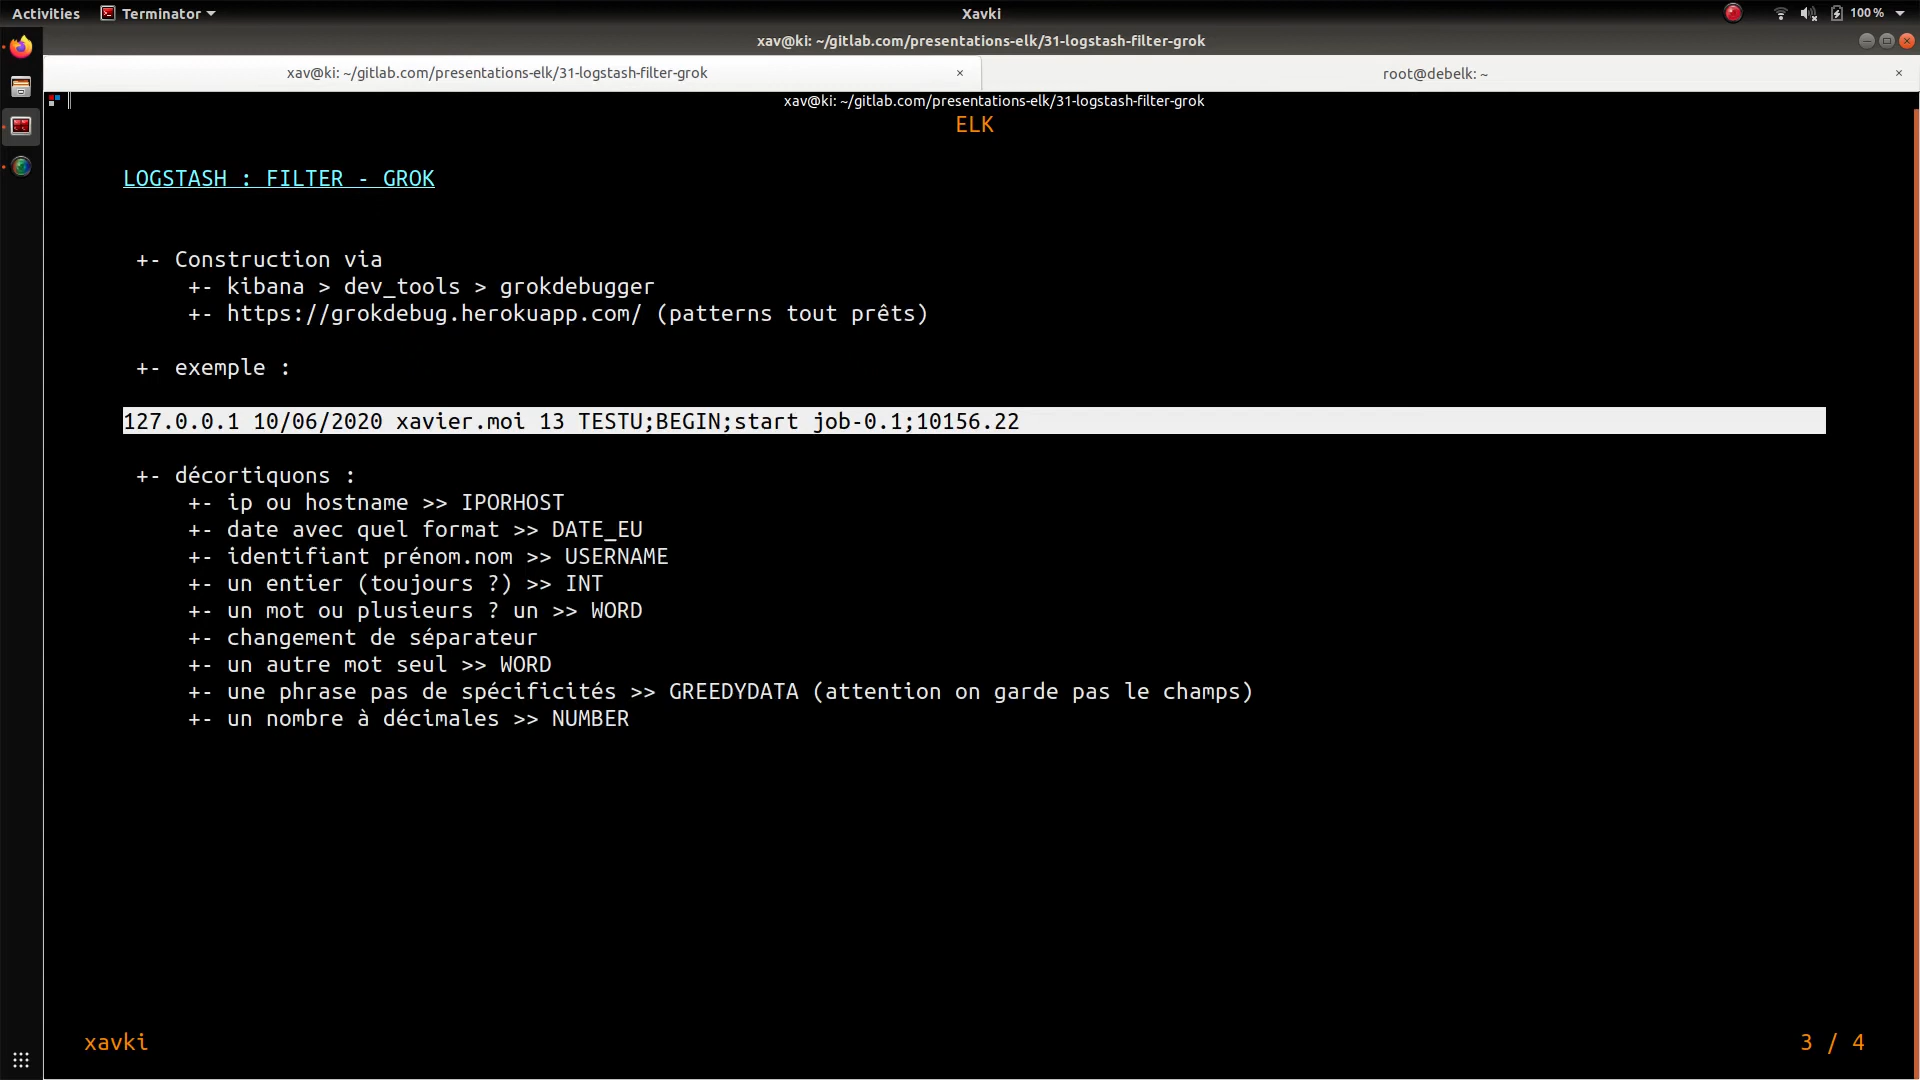 Activities Terminator Xavki 100%
xav@ki: ~/gitlab.com/presentations-elk/31-logstash-filter-grok
xav@ki: ~/gitlab.com/presentations-elk/31-logstash-filter-grok × root@debelk: ~ ×
xav@ki: ~/gitlab.com/presentations-elk/31-logstash-filter-grok
ELK
LOGSTASH : FILTER - GROK
+- Construction via
+- kibana > dev_tools > grokdebugger
+- https://grokdebug.herokuapp.com/ (patterns tout prêts)
+- exemple :
127.0.0.1 10/06/2020 xavier.moi 13 TESTU;BEGIN;start job-0.1;10156.22
+- décortiquons :
+- ip ou hostname >> IPORHOST
+- date avec quel format >> DATE_EU
+- identifiant prénom.nom >> USERNAME
+- un entier (toujours ?) >> INT
+- un mot ou plusieurs ? un >> WORD
+- changement de séparateur
+- un autre mot seul >> WORD
+- une phrase pas de spécificités >> GREEDYDATA (attention on garde pas le champs)
+- un nombre à décimales >> NUMBER
xavki 3 / 4